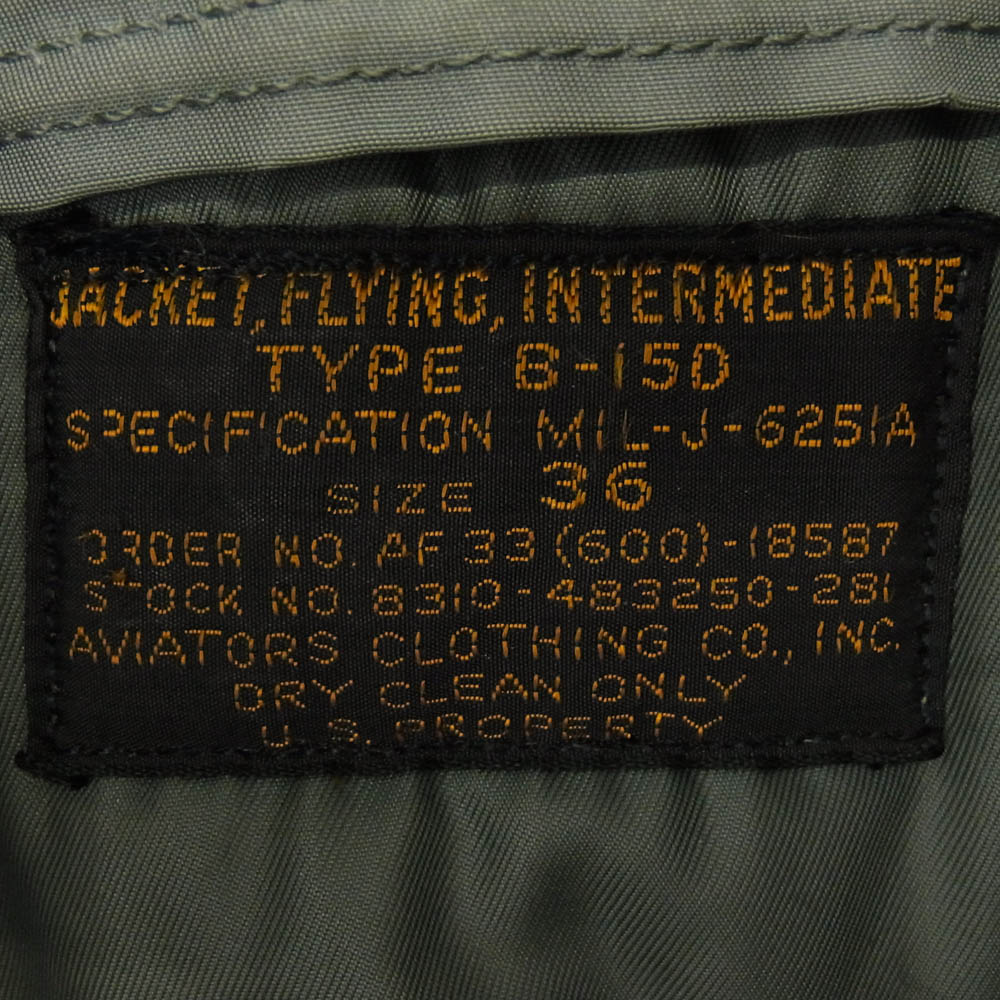 JACKET, FLYING, INTERMEDIATE
TYPE B-15D
SPECIFICATION MIL-J-6251A
SIZE 36
ORDER NO. AF 33 (600)-18587
STOCK NO. 8310-483250-281
AVIATORS CLOTHING CO., INC.
DRY CLEAN ONLY
U. S. PROPERTY